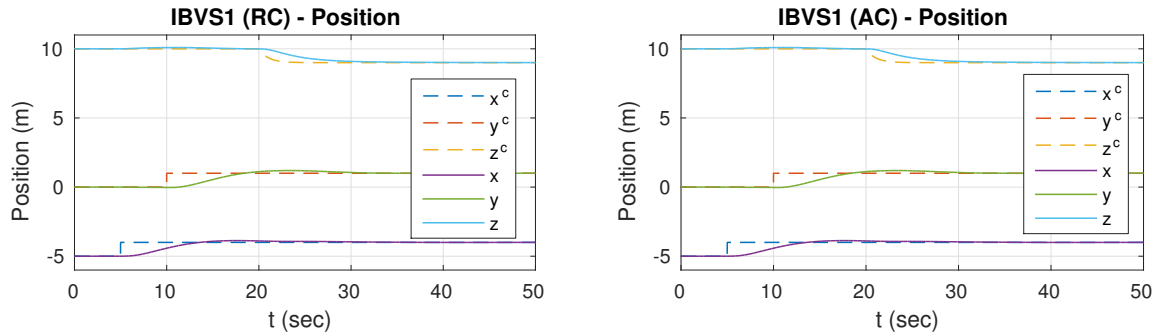 IBVS1 (RC) - Position
10
5
0
-5
Position (m)
x^c
y^c
z^c
x
y
z
0 10 20 30 40 50
t (sec)
IBVS1 (AC) - Position
10
5
0
-5
Position (m)
x^c
y^c
z^c
x
y
z
0 10 20 30 40 50
t (sec)